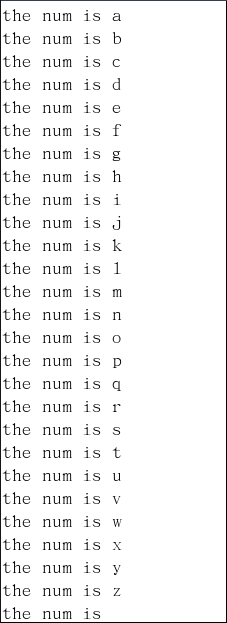 the num is a
the num is b
the num is c
the num is d
the num is e
the num is f
the num is g
the num is h
the num is i
the num is j
the num is k
the num is l
the num is m
the num is n
the num is o
the num is p
the num is q
the num is r
the num is s
the num is t
the num is u
the num is v
the num is w
the num is x
the num is y
the num is z
the num is